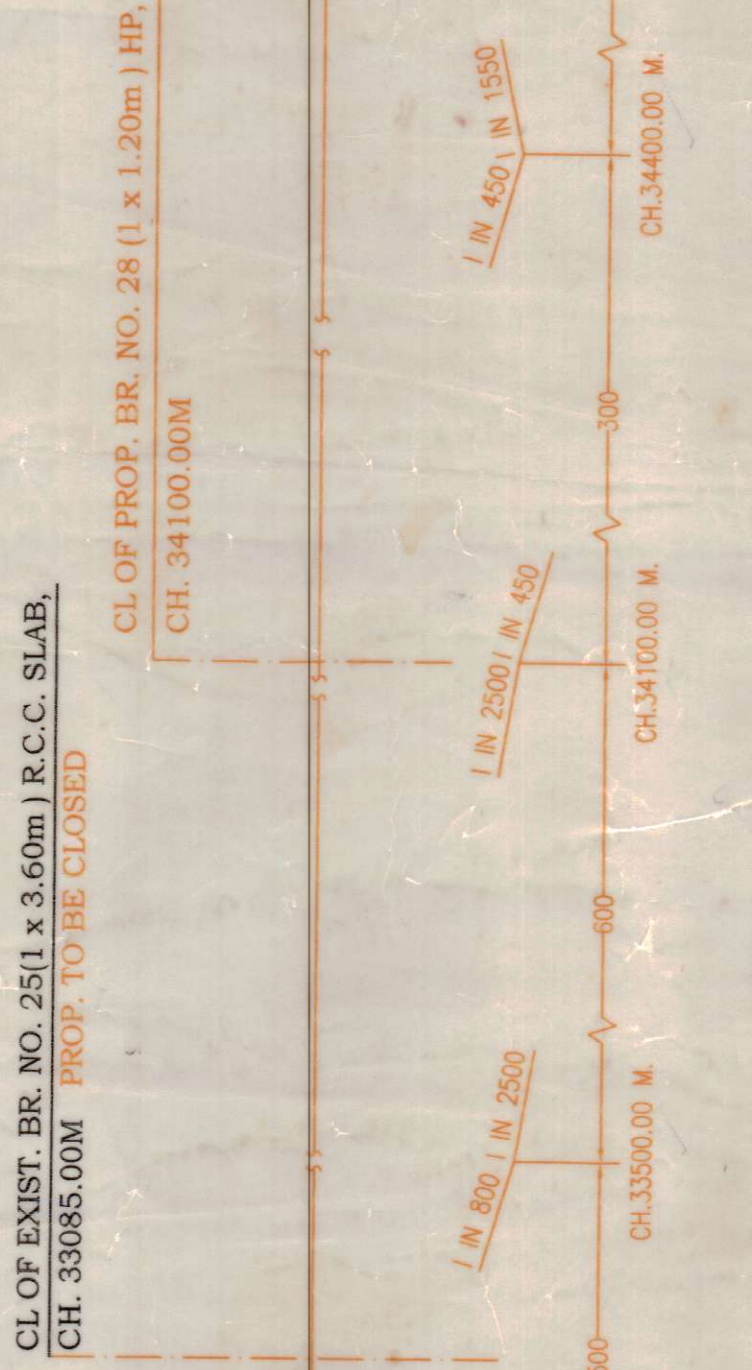 CL OF EXIST. BR. NO. 25(1 x 3.60m ) R.C.C. SLAB,
CH. 33085.00M PROP. TO BE CLOSED
CL OF PROP. BR. NO. 28 (1 x 1.20m ) HP,
CH. 34100.00M
1 IN 800 1 IN 2500
1 IN 2500 1 IN 450
1 IN 450 1 IN 1550
600
300
CH.33500.00 M.
CH.34100.00 M.
CH.34400.00 M.